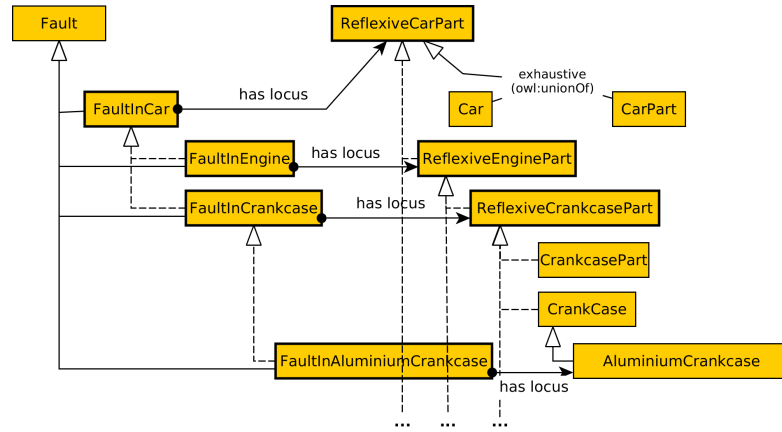 Fault
ReflexiveCarPart
exhaustive
(owl:unionOf)
has locus
FaultInCar
Car
CarPart
has locus
FaultInEngine
ReflexiveEnginePart
has locus
FaultInCrankcase
ReflexiveCrankcasePart
CrankcasePart
CrankCase
FaultInAluminiumCrankcase
AluminiumCrankcase
has locus
...
...
...